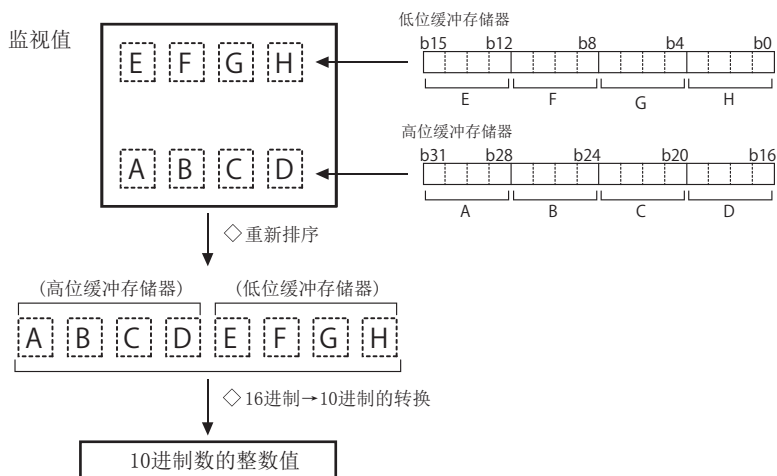 监视值
E F G H
A B C D
低位缓冲存储器
b15 b12 b8 b4 b0
E F G H
高位缓冲存储器
b31 b28 b24 b20 b16
A B C D
◇重新排序
(高位缓冲存储器) (低位缓冲存储器)
A B C D E F G H
◇16进制→10进制的转换
10进制数的整数值